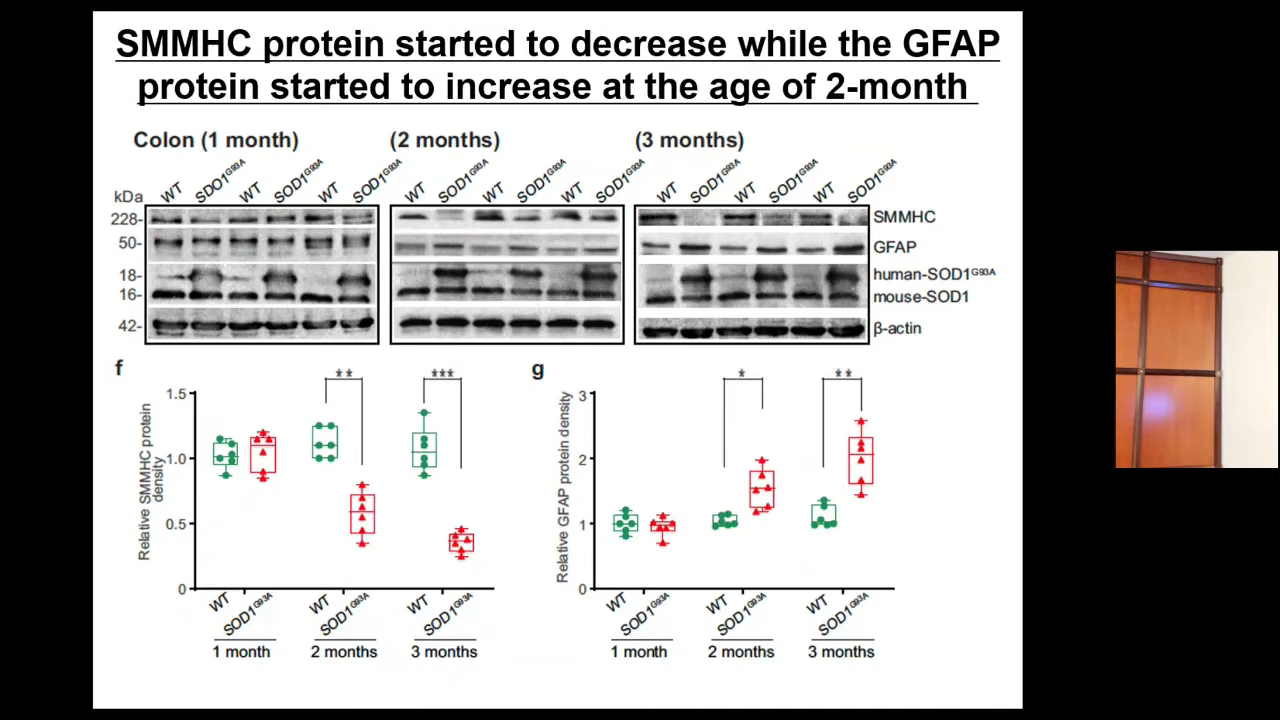 SMMHC protein started to decrease while the GFAP
protein started to increase at the age of 2-month
Colon (1 month)
(2 months)
(3 months)
kDa
WT SDO1G93A WT SOD1G93A WT SOD1G93A
WT SOD1G93A WT SOD1G93A WT SOD1G93A
WT SOD1G93A WT SOD1G93A WT SOD1G93A
228-
SMMHC
50-
GFAP
18-
human-SOD1G93A
16-
mouse-SOD1
42-
β-actin
f
Relative SMMHC protein
density
1.5
1.0
0.5
0
** ***
WT SOD1G93A WT SOD1G93A WT SOD1G93A
1 month 2 months 3 months
g
Relative GFAP protein density
3
2
1
0
* **
WT SOD1G93A WT SOD1G93A WT SOD1G93A
1 month 2 months 3 months